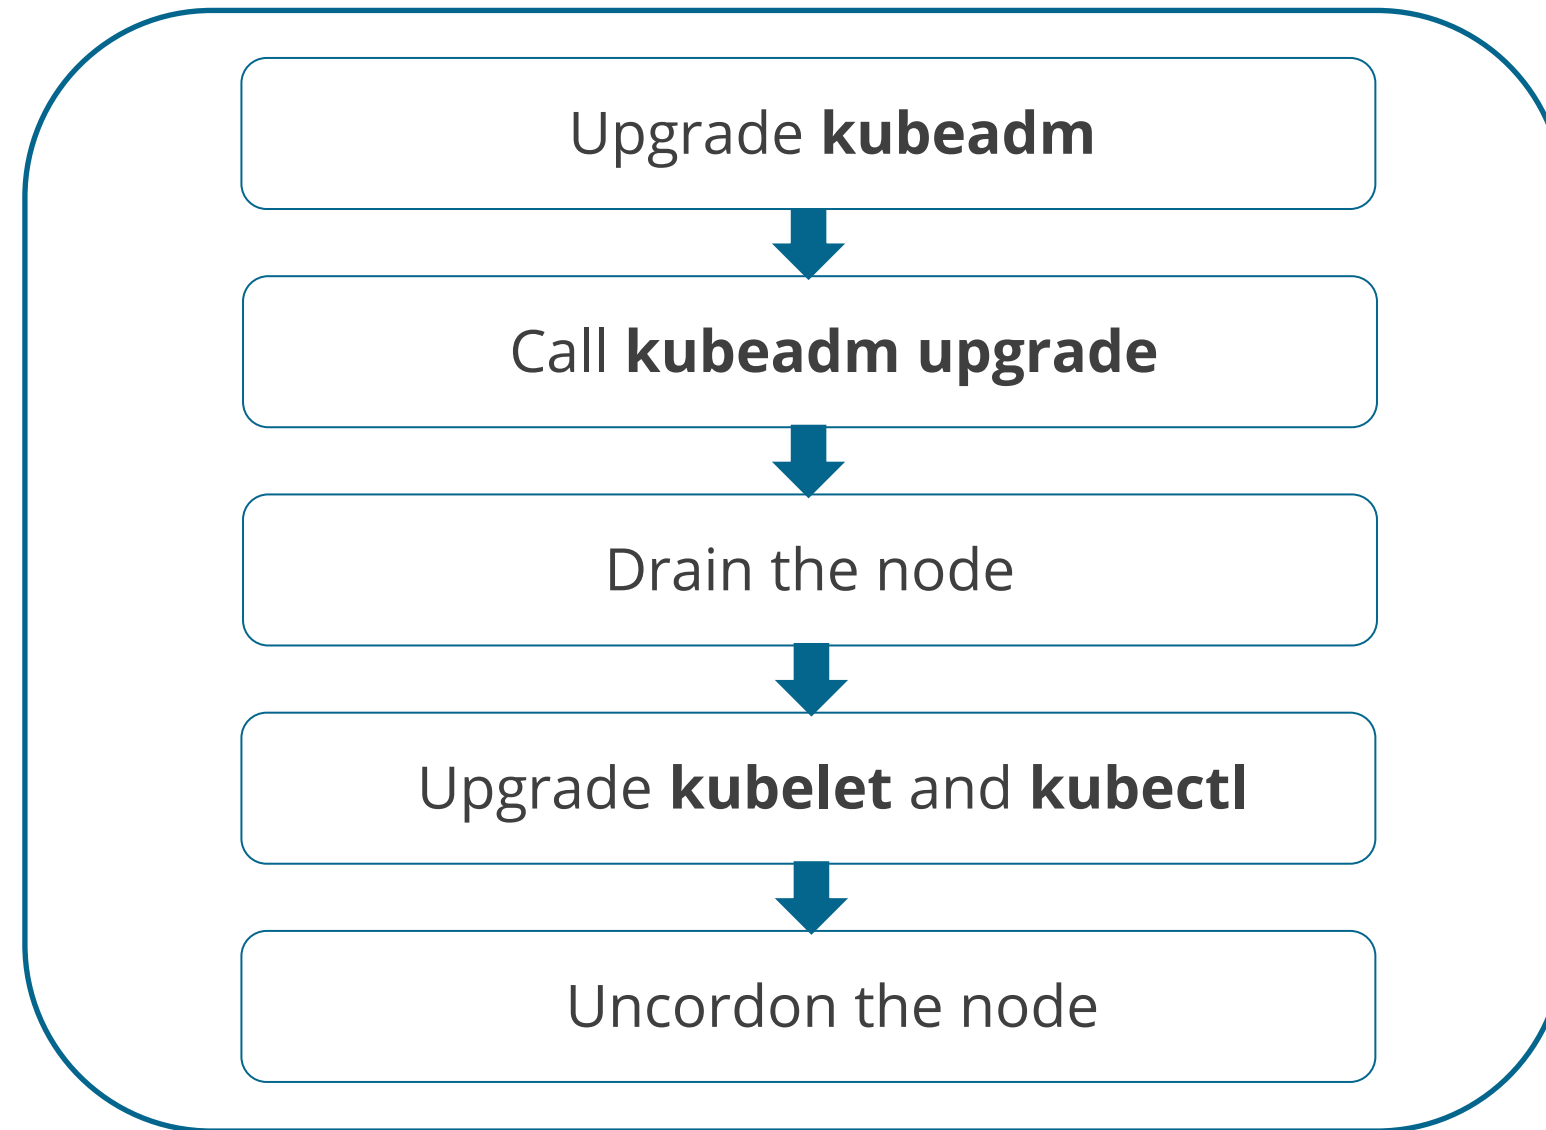 Upgrade kubeadm
Call kubeadm upgrade
Drain the node
Upgrade kubelet and kubectl
Uncordon the node